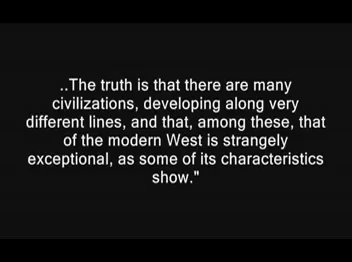 ..The truth is that there are many
civilizations, developing along very
different lines, and that, among these, that
of the modern West is strangely
exceptional, as some of its characteristics
show."